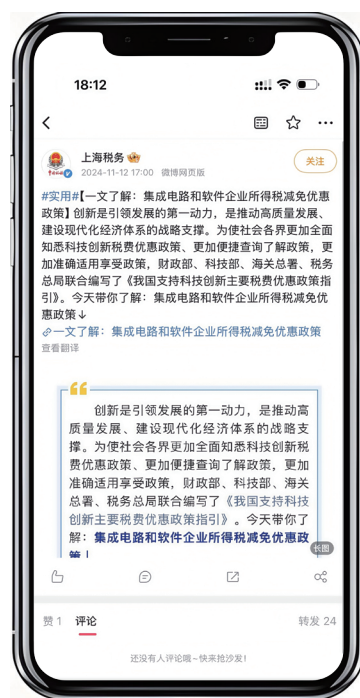 18:12
上海税务
2024-11-12 17:00 微博网页版
关注
#实用#【一文了解：集成电路和软件企业所得税减免优惠
政策】创新是引领发展的第一动力，是推动高质量发展、
建设现代化经济体系的战略支撑。为使社会各界更加全面
知悉科技创新税费优惠政策、更加便捷查询了解政策，更
加准确适用享受政策，财政部、科技部、海关总署、税务
总局联合编写了《我国支持科技创新主要税费优惠政策指
引》。今天带你了解：集成电路和软件企业所得税减免优
惠政策↓
一文了解：集成电路和软件企业所得税减免优惠政策
查看翻译
创新是引领发展的第一动力，是推动高
质量发展、建设现代化经济体系的战略支
撑。为使社会各界更加全面知悉科技创新税
费优惠政策、更加便捷查询了解政策，更加
准确适用享受政策，财政部、科技部、海关
总署、税务总局联合编写了《我国支持科技
创新主要税费优惠政策指引》。今天带你了
解：集成电路和软件企业所得税减免优惠政
策↓
长图
赞 1 评论 转发 24
还没有人评论哦~快来抢沙发！